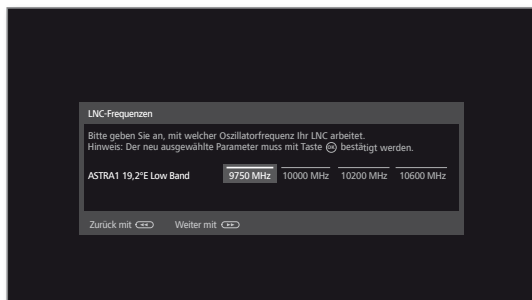 LNC-Frequenzen
Bitte geben Sie an, mit welcher Oszillatorfrequenz Ihr LNC arbeitet.
Hinweis: Der neu ausgewählte Parameter muss mit Taste OK bestätigt werden.
ASTRA1 19,2°E Low Band 9750 MHz 10000 MHz 10200 MHz 10600 MHz
Zurück mit Weiter mit